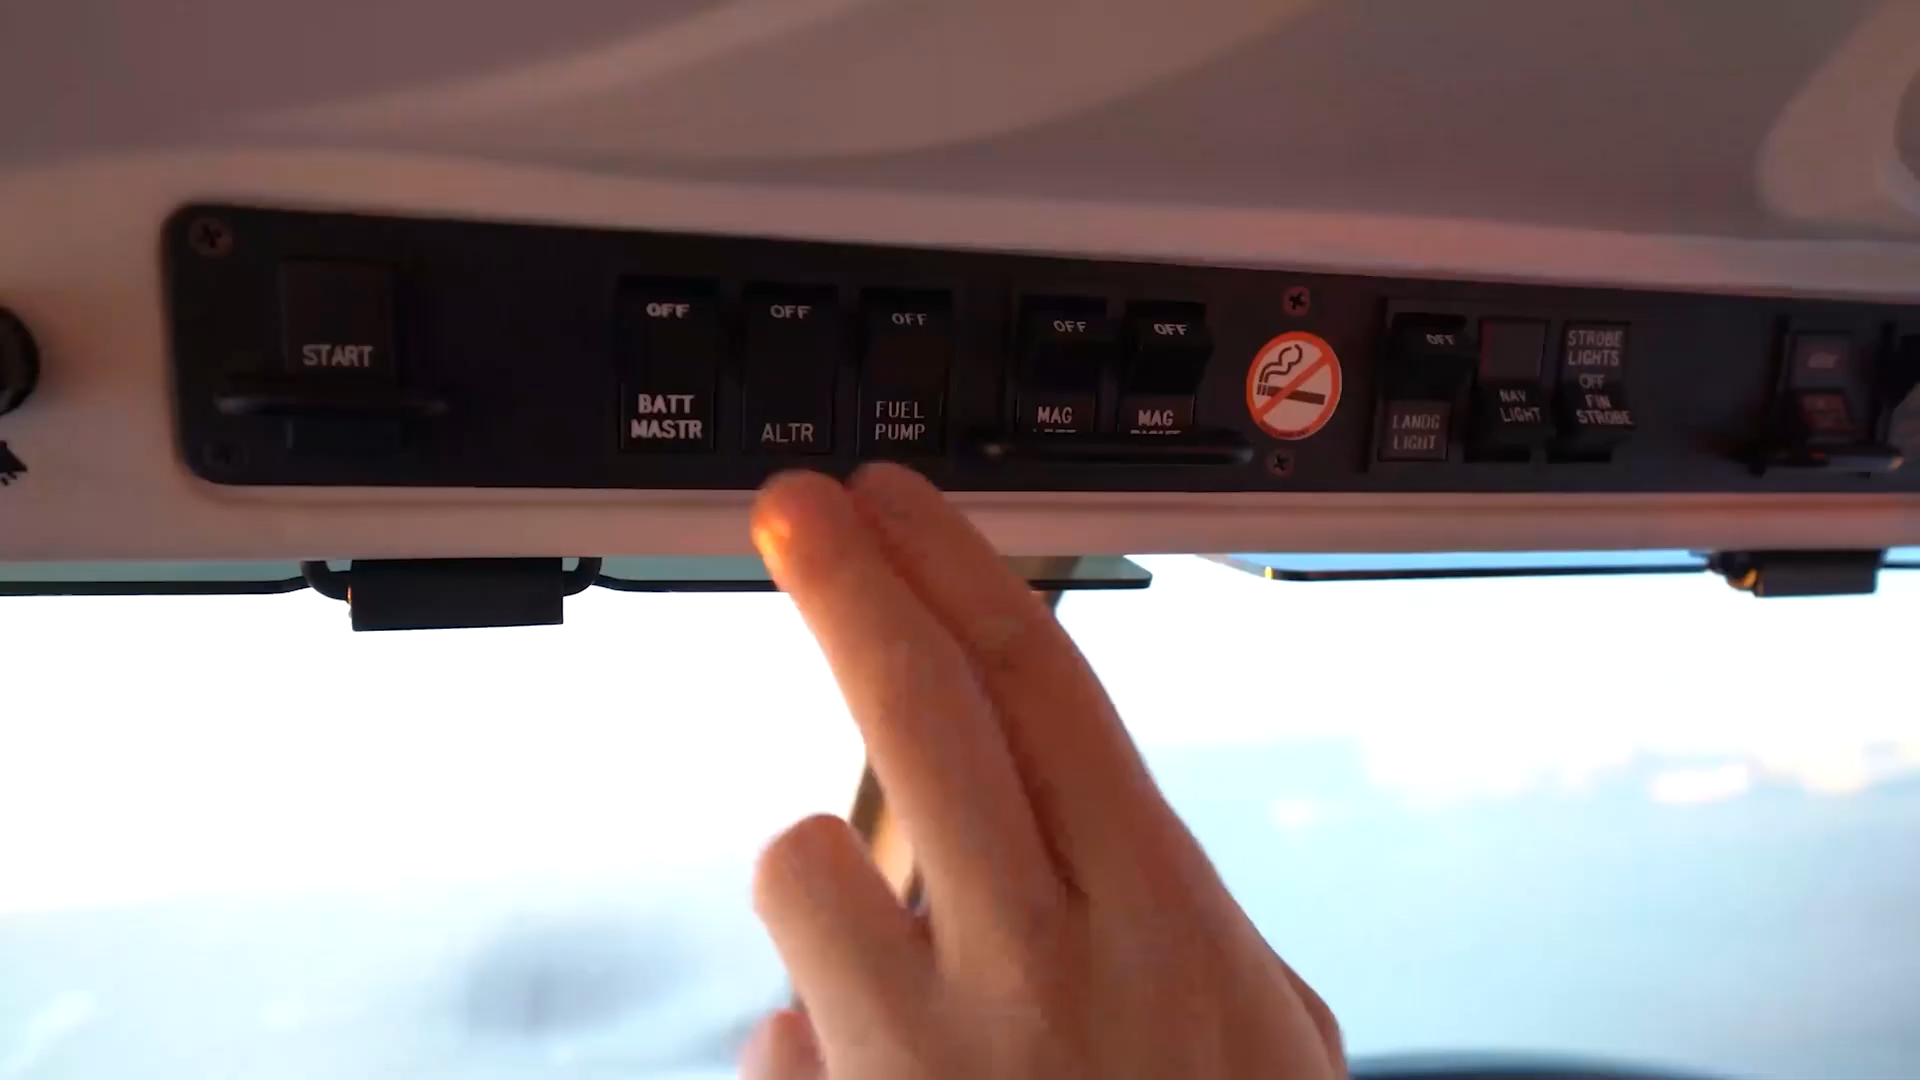 START
OFF
BATT
MASTR
OFF
ALTR
OFF
FUEL
PUMP
OFF
MAG
OFF
MAG
OFF
LANDG
LIGHT
NAV
LIGHT
STROBE
LIGHTS
OFF
FIN
STROBE